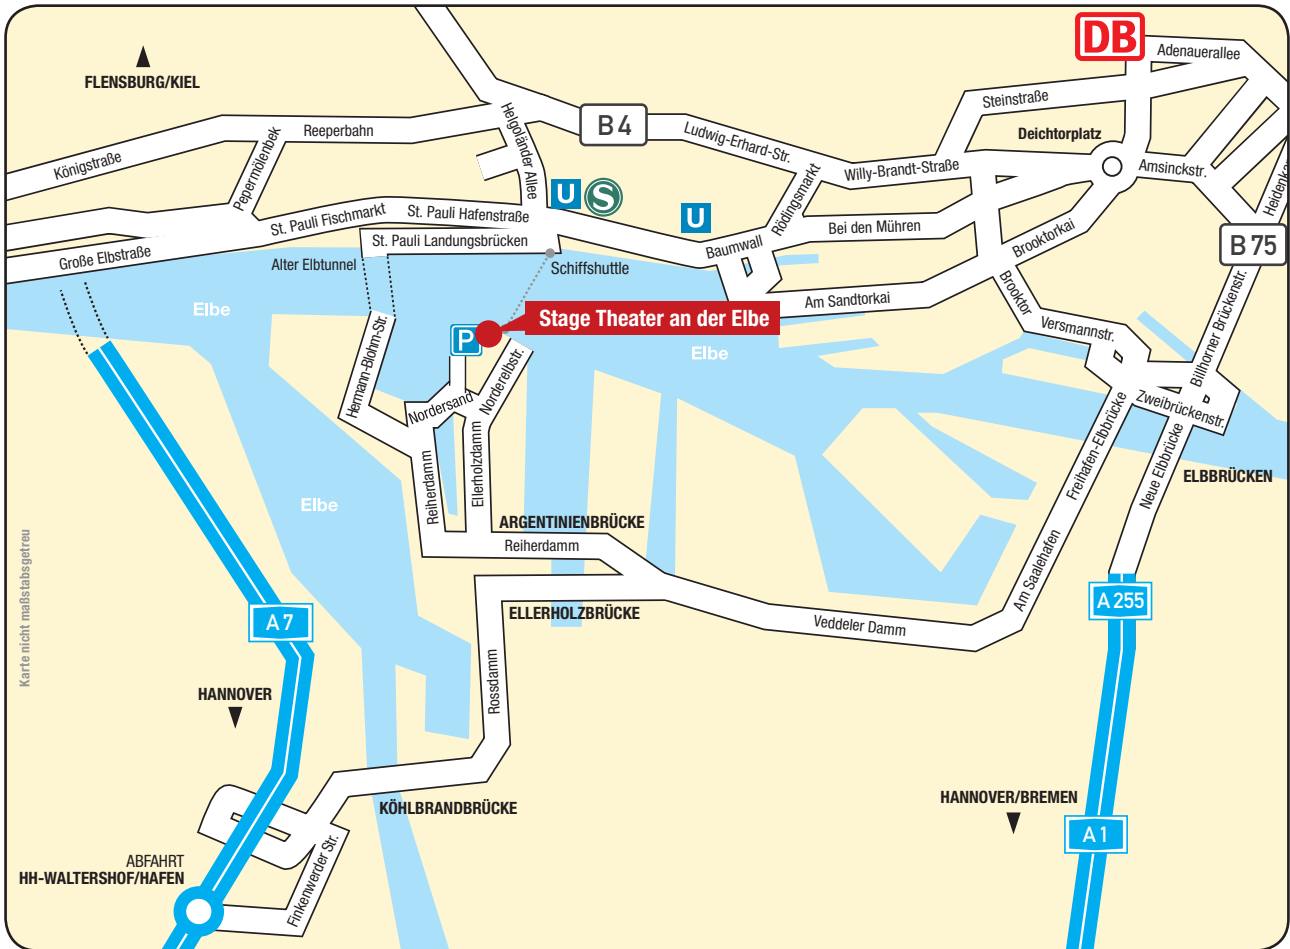 DB
Adenauerallee
FLENSBURG/KIEL
Steinstraße
Helgoländer Allee
B 4
Reeperbahn
Ludwig-Erhard-Str.
Deichtorplatz
Königstraße
Pepermölenbek
Willy-Brandt-Straße
Amsinckstr.
Rödingsmarkt
U
S
U
St. Pauli Fischmarkt
St. Pauli Hafenstraße
Bei den Mühren
B 75
St. Pauli Landungsbrücken
Baumwall
Brooktorkai
Große Elbstraße
Alter Elbtunnel
Schiffshuttle
Brooktor
Am Sandtorkai
Elbe
Stage Theater an der Elbe
P
Versmannstr.
Billhorner Brückenstr.
Elbe
Hermann-Blohm-Str.
Norderelbstr.
Nordersand
Zweibrückenstr.
Freihafen-Elbbrücke
Neue Elbbrücke
ELBBRÜCKEN
Reiherdamm
Ellerholzdamm
Elbe
ARGENTINIENBRÜCKE
Reiherdamm
Am Saalehafen
Karte nicht maßstabsgetreu
A 7
ELLERHOLZBRÜCKE
Veddeler Damm
A 255
Rossdamm
HANNOVER
KÖHLBRANDBRÜCKE
HANNOVER/BREMEN
A 1
ABFAHRT
HH-WALTERSHOF/HAFEN
Finkenwerder Str.